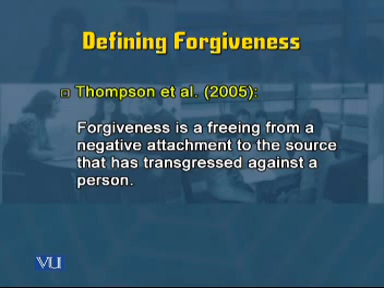 Defining Forgiveness
Thompson et al. (2005):
Forgiveness is a freeing from a
negative attachment to the source
that has transgressed against a
person.
VU